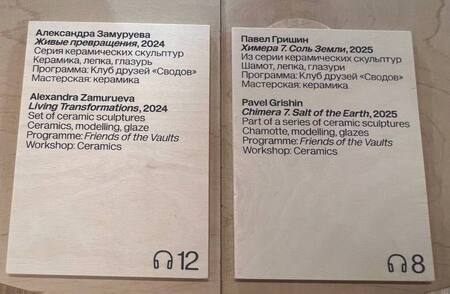 Александра Замуруева
Живые превращения, 2024
Серия керамических скульптур
Керамика, лепка, глазурь
Программа: Клуб друзей «Сводов»
Мастерская: керамика
Alexandra Zamurueva
Living Transformations, 2024
Set of ceramic sculptures
Ceramics, modelling, glaze
Programme: Friends of the Vaults
Workshop: Ceramics
12
Павел Гришин
Химера 7. Соль Земли, 2025
Из серии керамических скульптур
Шамот, лепка, глазури
Программа: Клуб друзей «Сводов»
Мастерская: керамика
Pavel Grishin
Chimera 7. Salt of the Earth, 2025
Part of a series of ceramic sculptures
Chamotte, modelling, glazes
Programme: Friends of the Vaults
Workshop: Ceramics
8